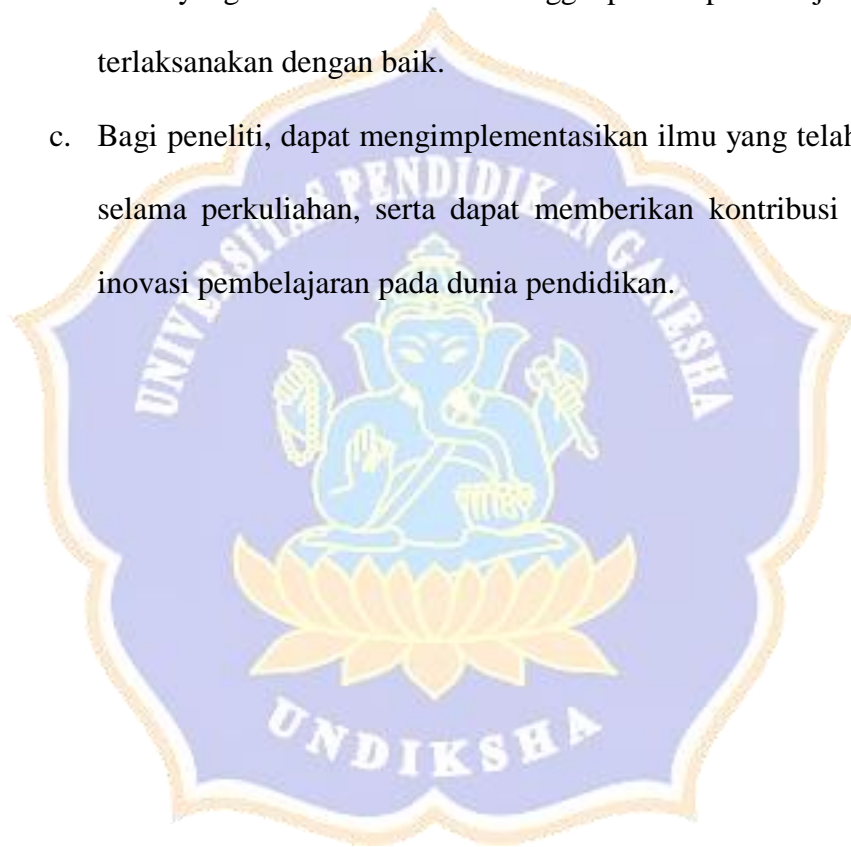 terlaksanakan dengan baik.
c. Bagi peneliti, dapat mengimplementasikan ilmu yang telah
selama perkuliahan, serta dapat memberikan kontribusi
inovasi pembelajaran pada dunia pendidikan.
UNIVERSITAS PENDIDIKAN GANESHA
UNDIKSHA